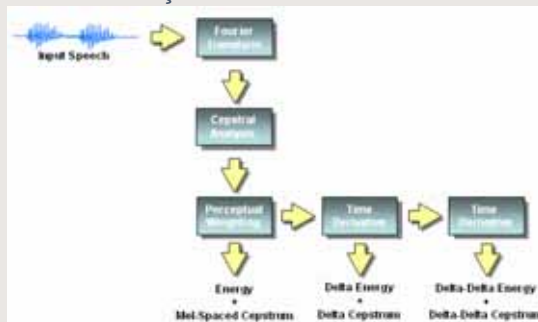 Fourier
Transform
Input Speech
Cepstral
Analysis
Perceptual
Weighting
Time
Derivative
Time
Derivative
Energy
+
Mel-Spaced Cepstrum
Delta Energy
+
Delta Cepstrum
Delta-Delta Energy
+
Delta-Delta Cepstrum